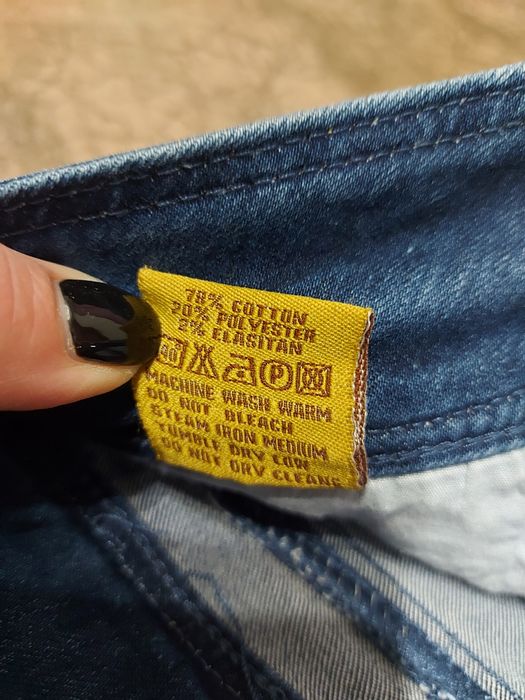 78% COTTON
20% POLYESTER
2% ELASITAN
P
MACHINE WASH WARM
DO NOT BLEACH
STEAM IRON MEDIUM
TUMBLE DRY LOW
DO NOT DRY CLEANS